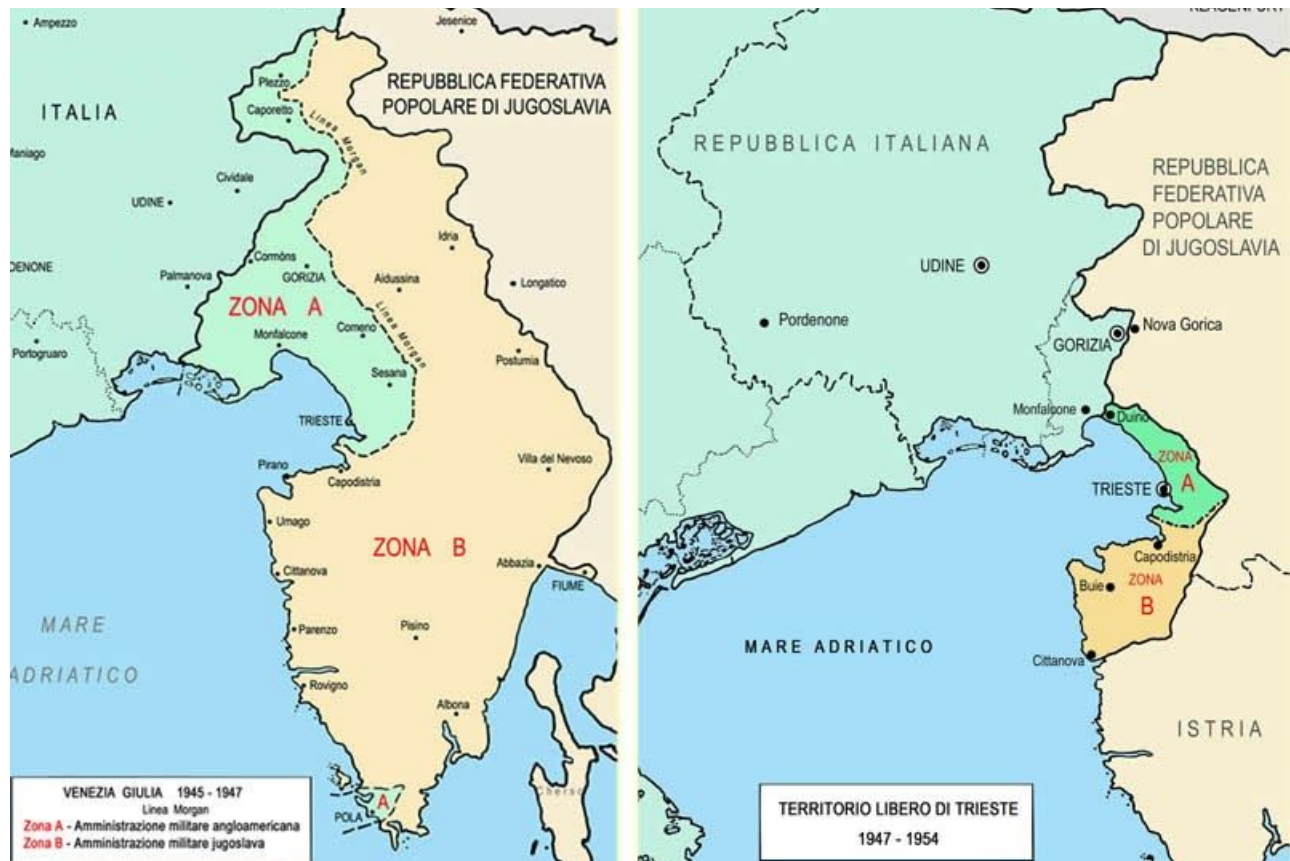 Ampezzo
Jesenice
Plezzo
Caporetto
REPUBBLICA FEDERATIVA
POPOLARE DI JUGOSLAVIA
ITALIA
Linea Morgan
Maniago
Cividale
UDINE
Idria
Cormòns
GORIZIA
DENONE
Palmanova
Aidussina
Longatico
ZONA A
Linea Morgan
Monfalcone
Comeno
Portogruaro
Postumia
Sesana
TRIESTE
Pirano
Capodistria
Villa del Nevoso
Umago
ZONA B
Abbazia
FIUME
Cittanova
MARE
ADRIATICO
Parenzo
Pisino
Rovigno
Albona
Cherso
A
POLA
VENEZIA GIULIA 1945 - 1947
Linea Morgan
Zona A - Amministrazione militare angloamericana
Zona B - Amministrazione militare jugoslava
KLAGENFURT
REPUBBLICA ITALIANA
REPUBBLICA
FEDERATIVA
POPOLARE
DI JUGOSLAVIA
UDINE
Pordenone
Nova Gorica
GORIZIA
Monfalcone
Duino
ZONA
A
TRIESTE
Capodistria
Buie
ZONA
B
MARE ADRIATICO
Cittanova
ISTRIA
TERRITORIO LIBERO DI TRIESTE
1947 - 1954